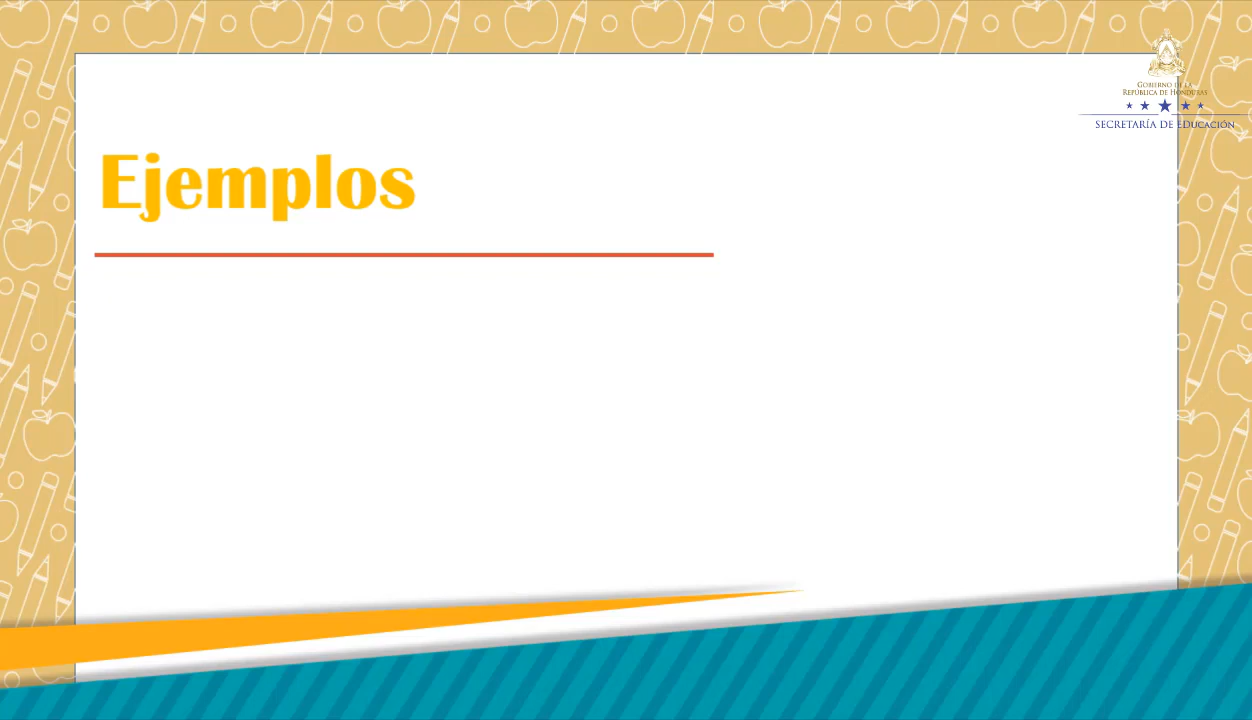 GOBIERNO DE LA
REPÚBLICA DE HONDURAS
SECRETARÍA DE EDUCACIÓN
Ejemplos